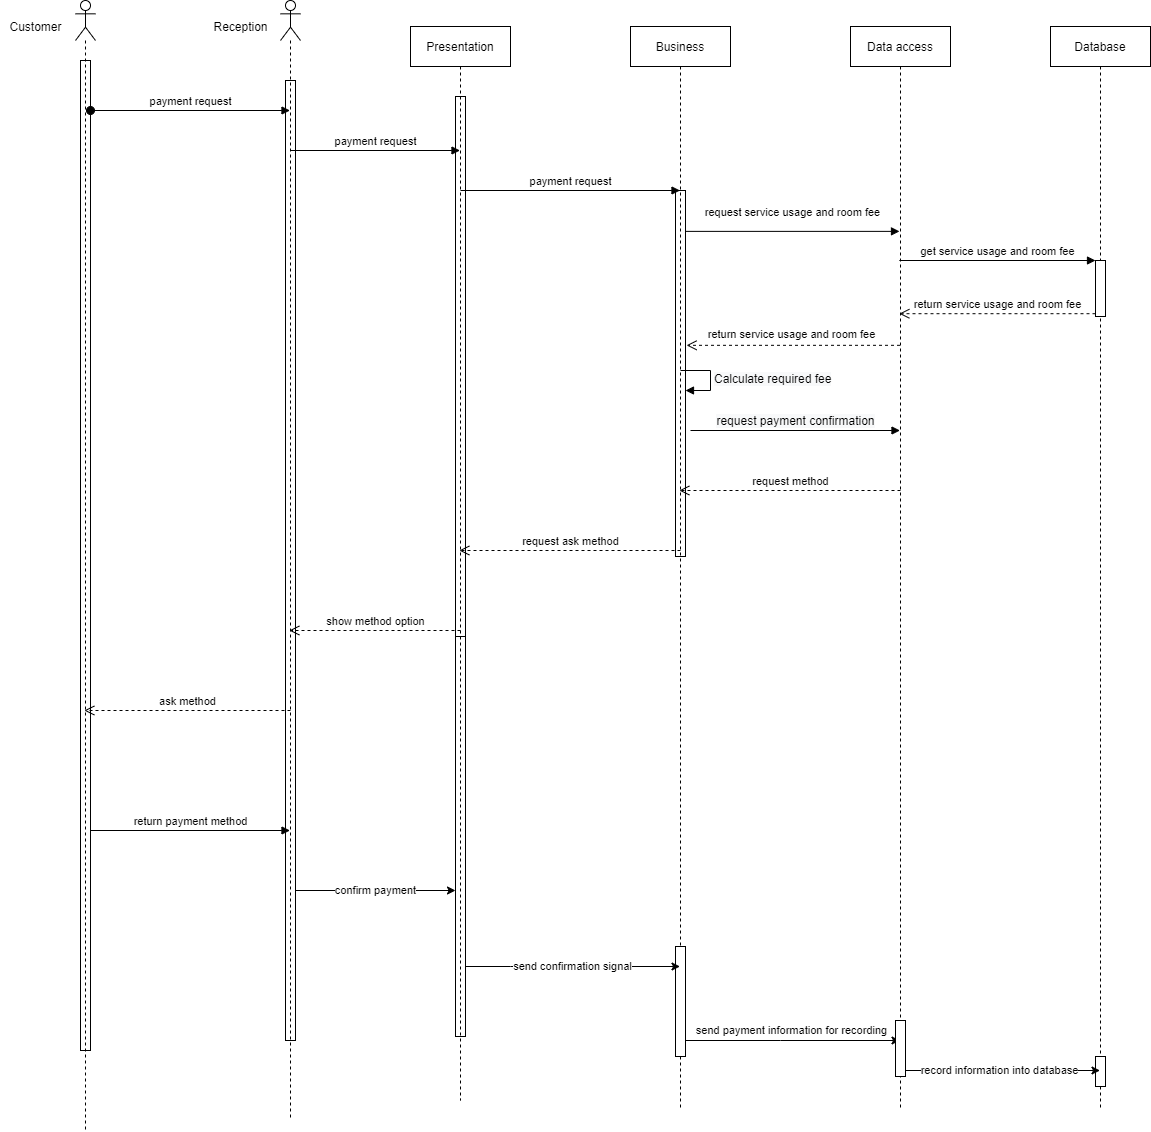 Customer
Reception
Presentation
Business
Data access
Database
payment request
payment request
payment request
request service usage and room fee
get service usage and room fee
return service usage and room fee
return service usage and room fee
Calculate required fee
request payment confirmation
request method
request ask method
show method option
ask method
return payment method
confirm payment
send confirmation signal
send payment information for recording
record information into database